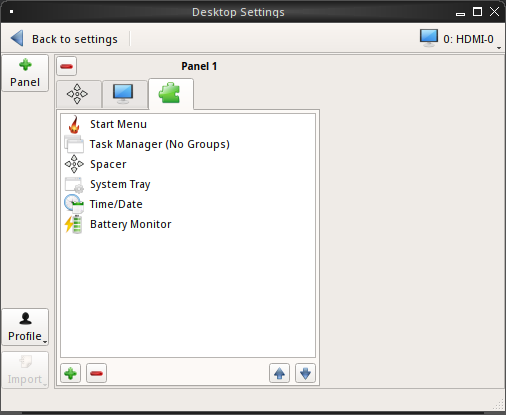 Desktop Settings
Back to settings
0: HDMI-0
Panel
Panel 1
Start Menu
Task Manager (No Groups)
Spacer
System Tray
Time/Date
Battery Monitor
Profile
Import